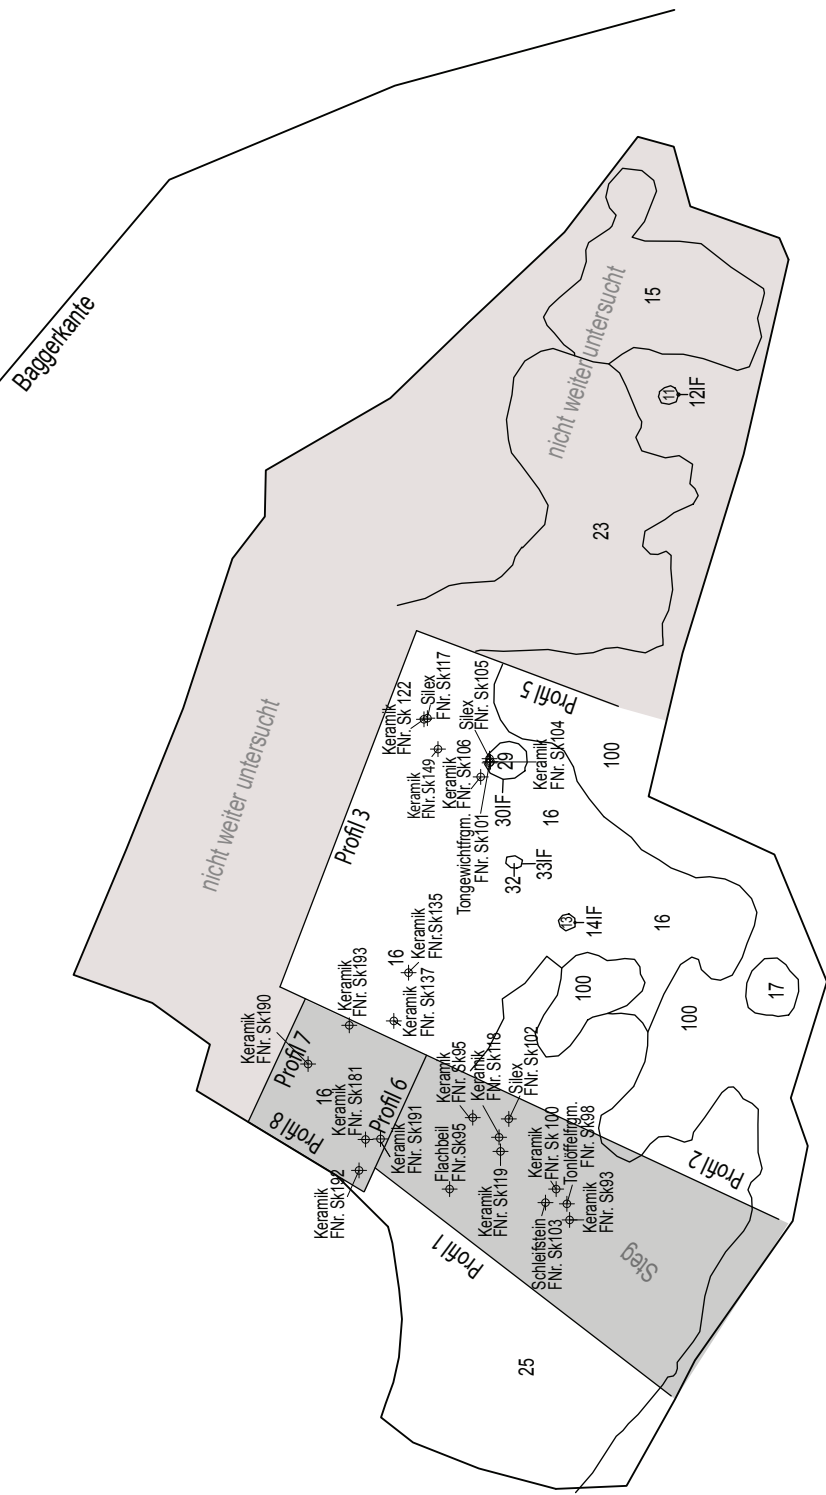 Baggerkante
nicht weiter untersucht
15
11
12IF
23
nicht weiter untersucht
Profil 5
Profil 3
Keramik
FNr. Sk 122
Silex
FNr. Sk117
Keramik
FNr.Sk149
Keramik
FNr. Sk106
Silex
FNr. Sk105
Tongewichtfrgm.
FNr. Sk101
29
30IF
Keramik
FNr. Sk104
100
16
32
33IF
13
14IF
16
100
100
17
16
Keramik
FNr.Sk135
Keramik
FNr. Sk137
Keramik
FNr. Sk193
Keramik
FNr. Sk190
Profil 7
16
Keramik
FNr. Sk181
Profil 8
Profil 6
Keramik
FNr. Sk191
Keramik
FNr. Sk192
Keramik
FNr. Sk95
Keramik
FNr. Sk118
Silex
FNr. Sk102
Flachbeil
FNr.Sk95
Keramik
FNr. Sk119
Keramik
FNr. Sk 100
Tonlöffelfrgm.
FNr. Sk98
Schleifstein
FNr. Sk103
Keramik
FNr. Sk93
Profil 1
Profil 2
Steg
25